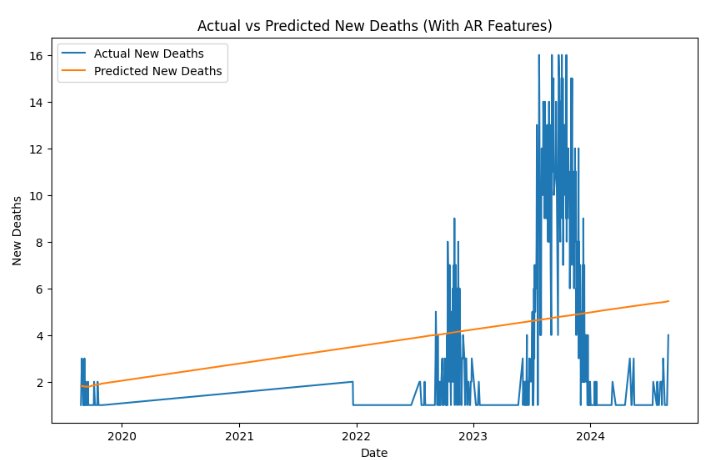 Actual vs Predicted New Deaths (With AR Features)
Actual New Deaths
Predicted New Deaths
16
14
12
10
8
6
4
2
New Deaths
2020 2021 2022 2023 2024
Date